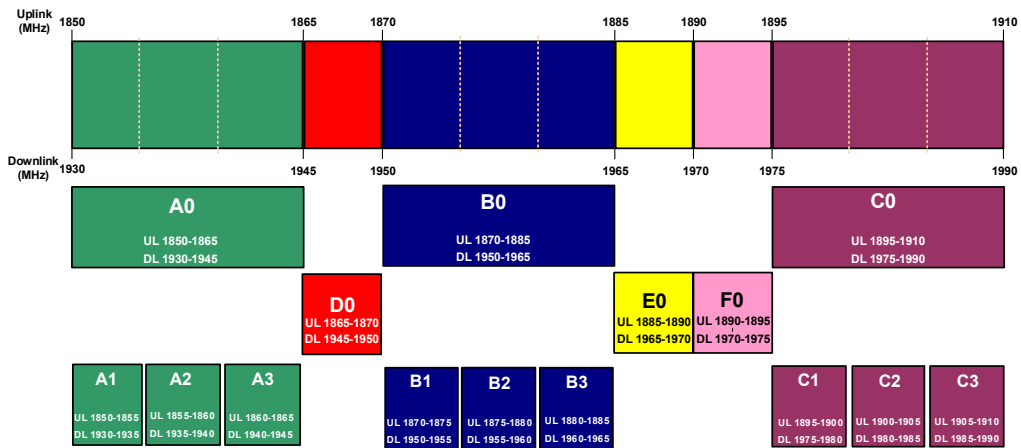 Uplink
(MHz)
1850 1865 1870 1885 1890 1895 1910
Downlink
(MHz)
1930 1945 1950 1965 1970 1975 1990
A0
UL 1850-1865
DL 1930-1945
B0
UL 1870-1885
DL 1950-1965
C0
UL 1895-1910
DL 1975-1990
D0
UL 1865-1870
DL 1945-1950
E0
UL 1885-1890
DL 1965-1970
F0
UL 1890-1895
DL 1970-1975
A1
UL 1850-1855
DL 1930-1935
A2
UL 1855-1860
DL 1935-1940
A3
UL 1860-1865
DL 1940-1945
B1
UL 1870-1875
DL 1950-1955
B2
UL 1875-1880
DL 1955-1960
B3
UL 1880-1885
DL 1960-1965
C1
UL 1895-1900
DL 1975-1980
C2
UL 1900-1905
DL 1980-1985
C3
UL 1905-1910
DL 1985-1990